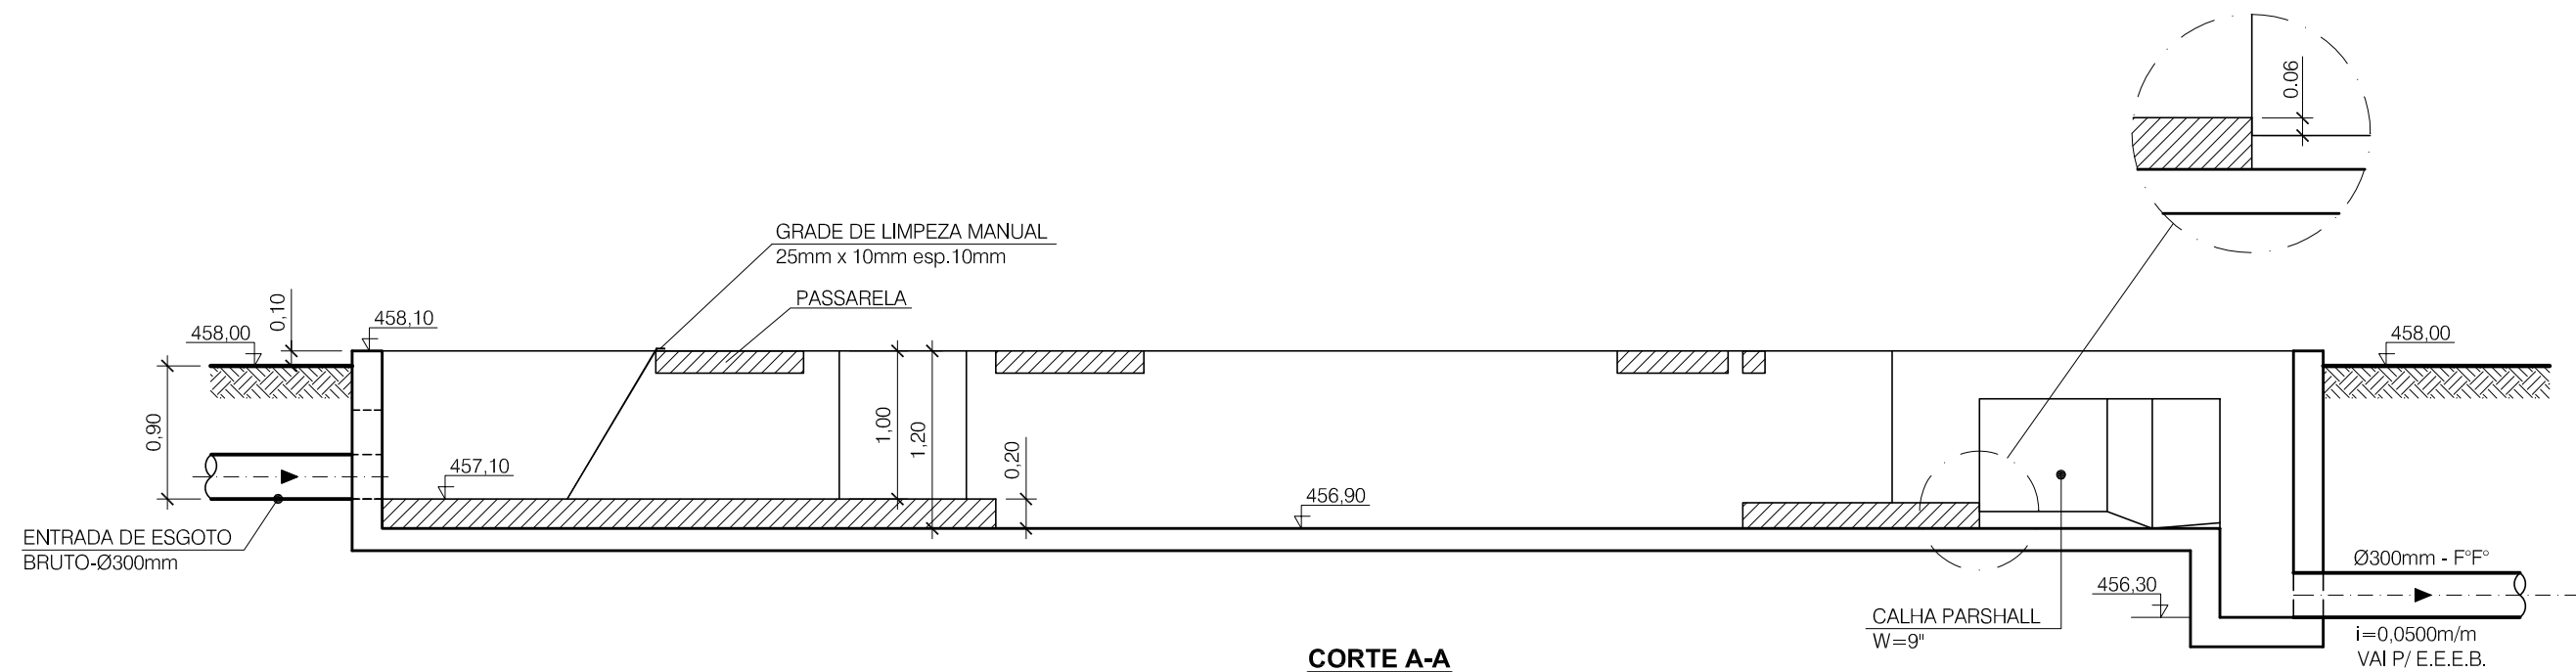 0.06
GRADE DE LIMPEZA MANUAL
25mm x 10mm esp.10mm
PASSARELA
0,10
458,00
458,10
458,00
0,90
1,00
1,20
0,20
457,10
456,90
ENTRADA DE ESGOTO
BRUTO-Ø300mm
Ø300mm - F°F°
456,30
CALHA PARSHALL
W=9"
i=0,0500m/m
VAI P/ E.E.E.B.
CORTE A-A